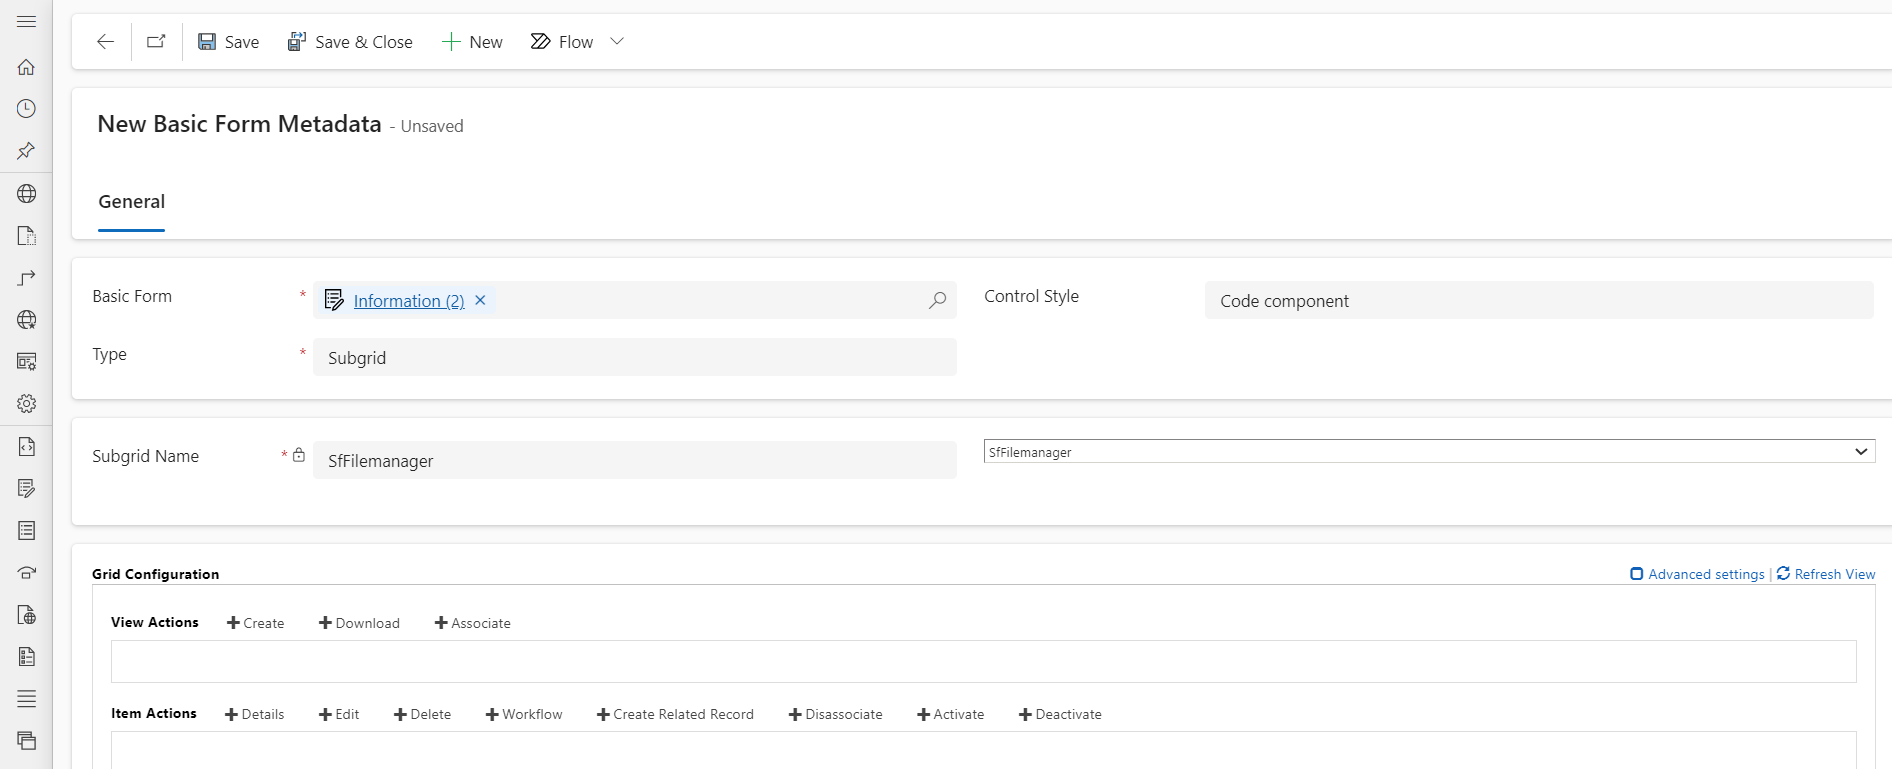 Save Save & Close New Flow
New Basic Form Metadata - Unsaved
General
Basic Form * Information (2) Control Style Code component
Type * Subgrid
Subgrid Name * SfFilemanager SfFilemanager
Grid Configuration Advanced settings | Refresh View
View Actions Create Download Associate
Item Actions Details Edit Delete Workflow Create Related Record Disassociate Activate Deactivate